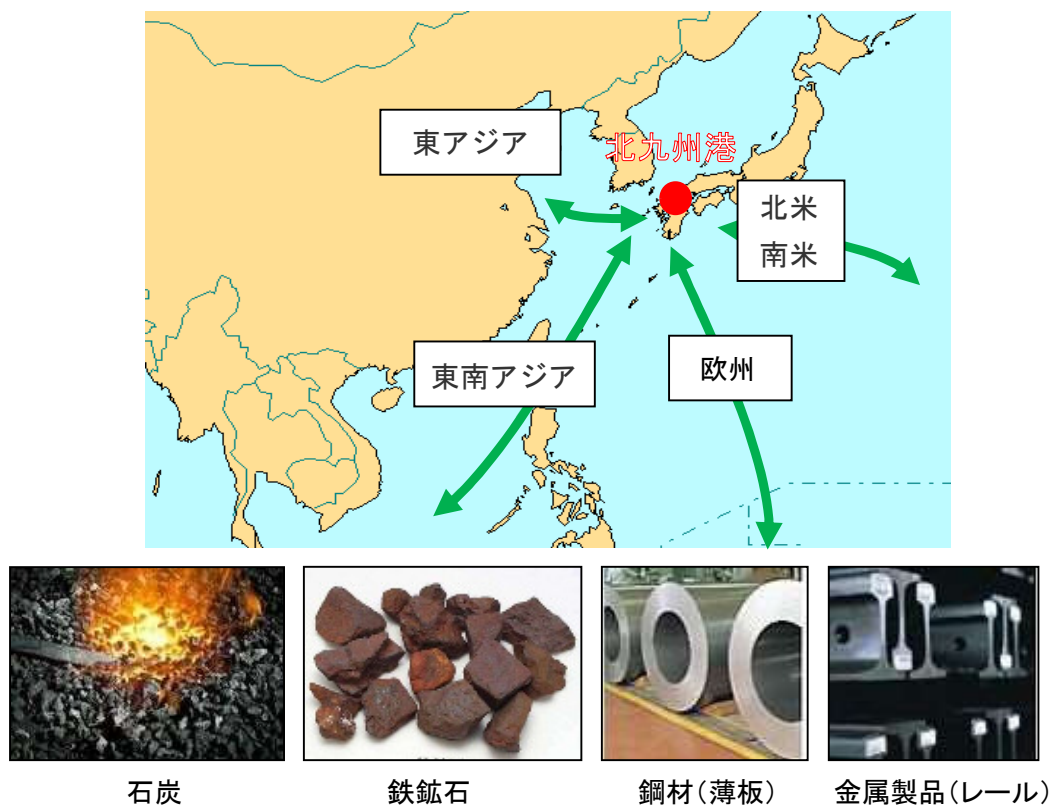 東アジア
北九州港
北米
南米
東南アジア
欧州
石炭
鉄鉱石
鋼材(薄板)
金属製品(レール)